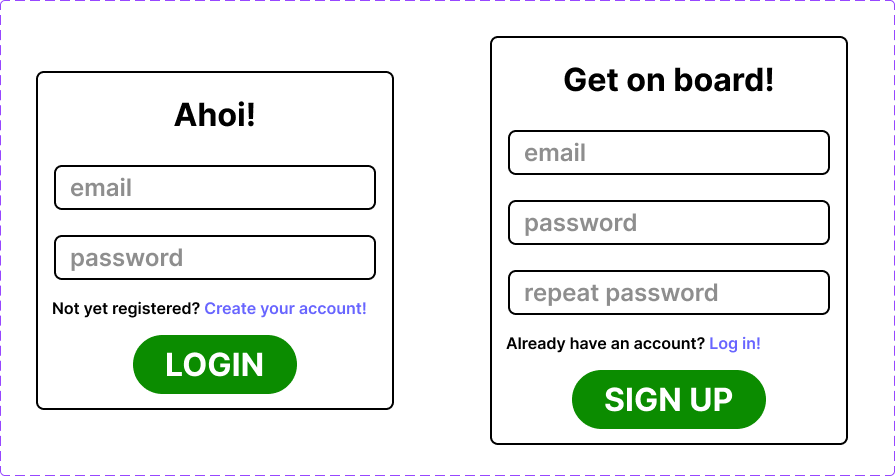 Ahoi!
email
password
Not yet registered? Create your account!
LOGIN
Get on board!
email
password
repeat password
Already have an account? Log in!
SIGN UP